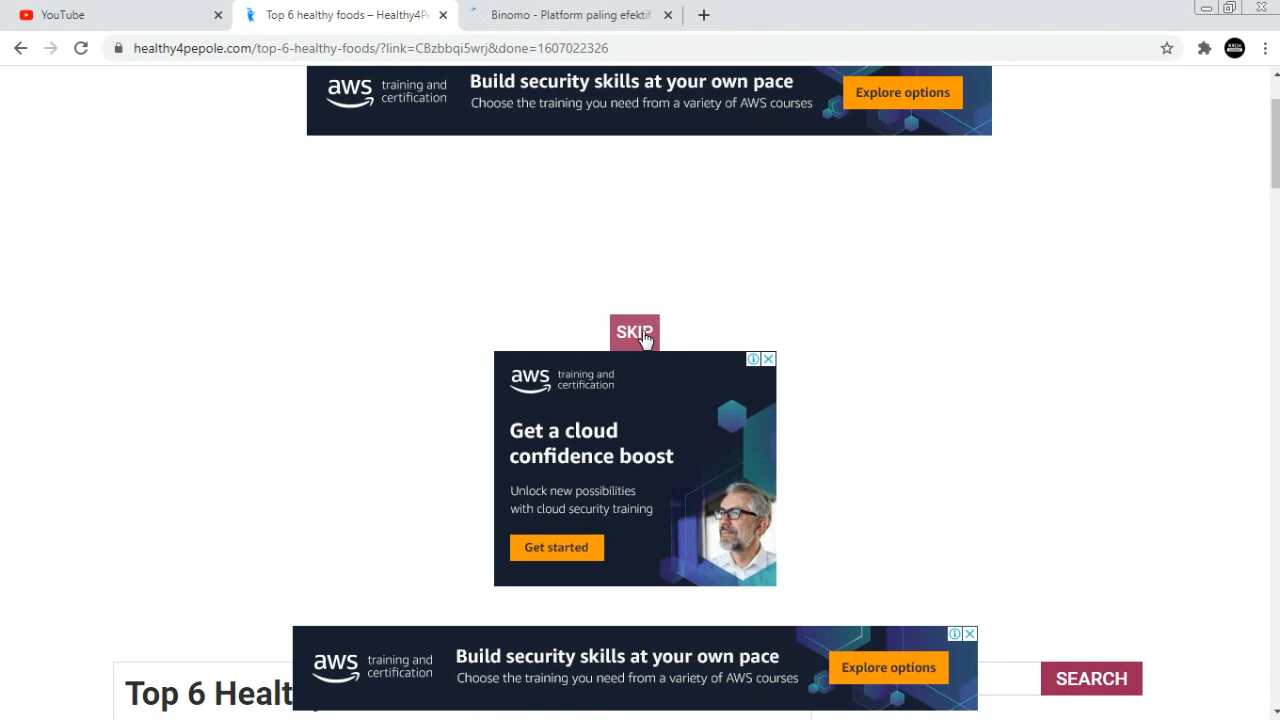 YouTube
Top 6 healthy foods – Healthy4Pe
Binomo - Platform paling efektif
healthy4pepole.com/top-6-healthy-foods/?link=CBzbbqi5wrj&done=1607022326
aws training and certification
Build security skills at your own pace
Choose the training you need from a variety of AWS courses
Explore options
SKIP
aws training and certification
Get a cloud
confidence boost
Unlock new possibilities
with cloud security training
Get started
aws training and certification
Build security skills at your own pace
Choose the training you need from a variety of AWS courses
Explore options
Top 6 Healt
SEARCH